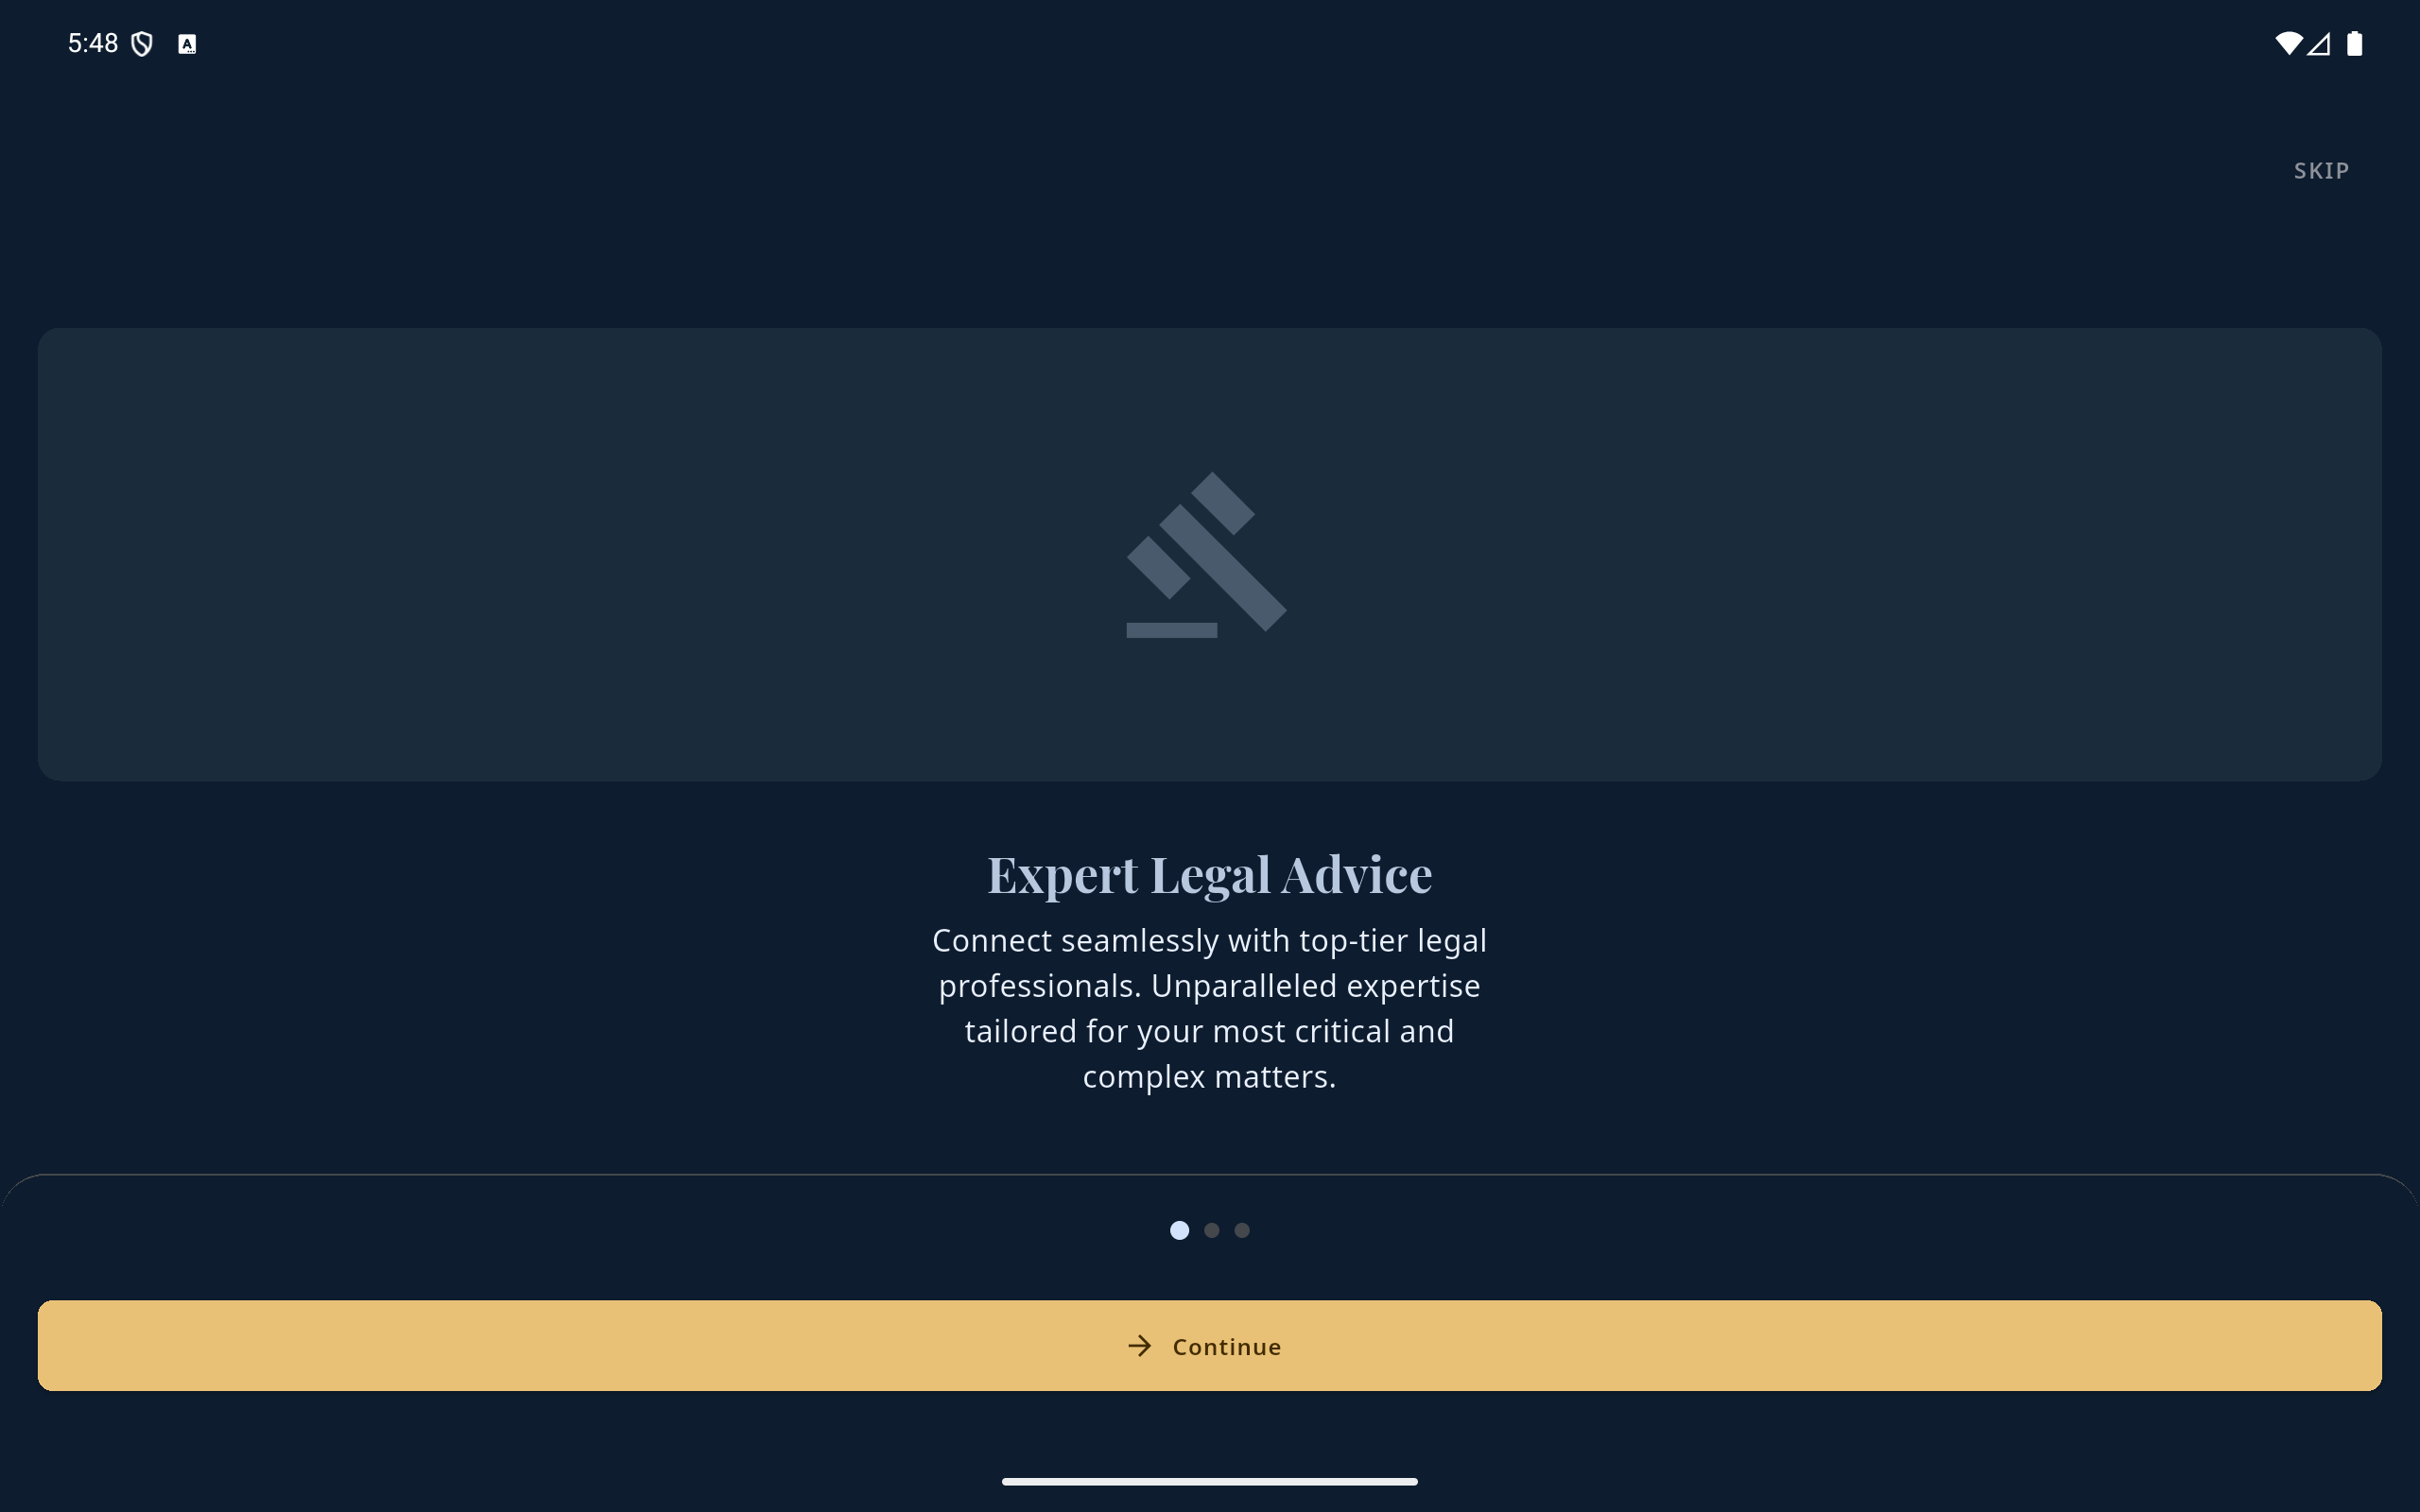 5:48
SKIP
Expert Legal Advice
Connect seamlessly with top-tier legal
professionals. Unparalleled expertise
tailored for your most critical and
complex matters.
Continue